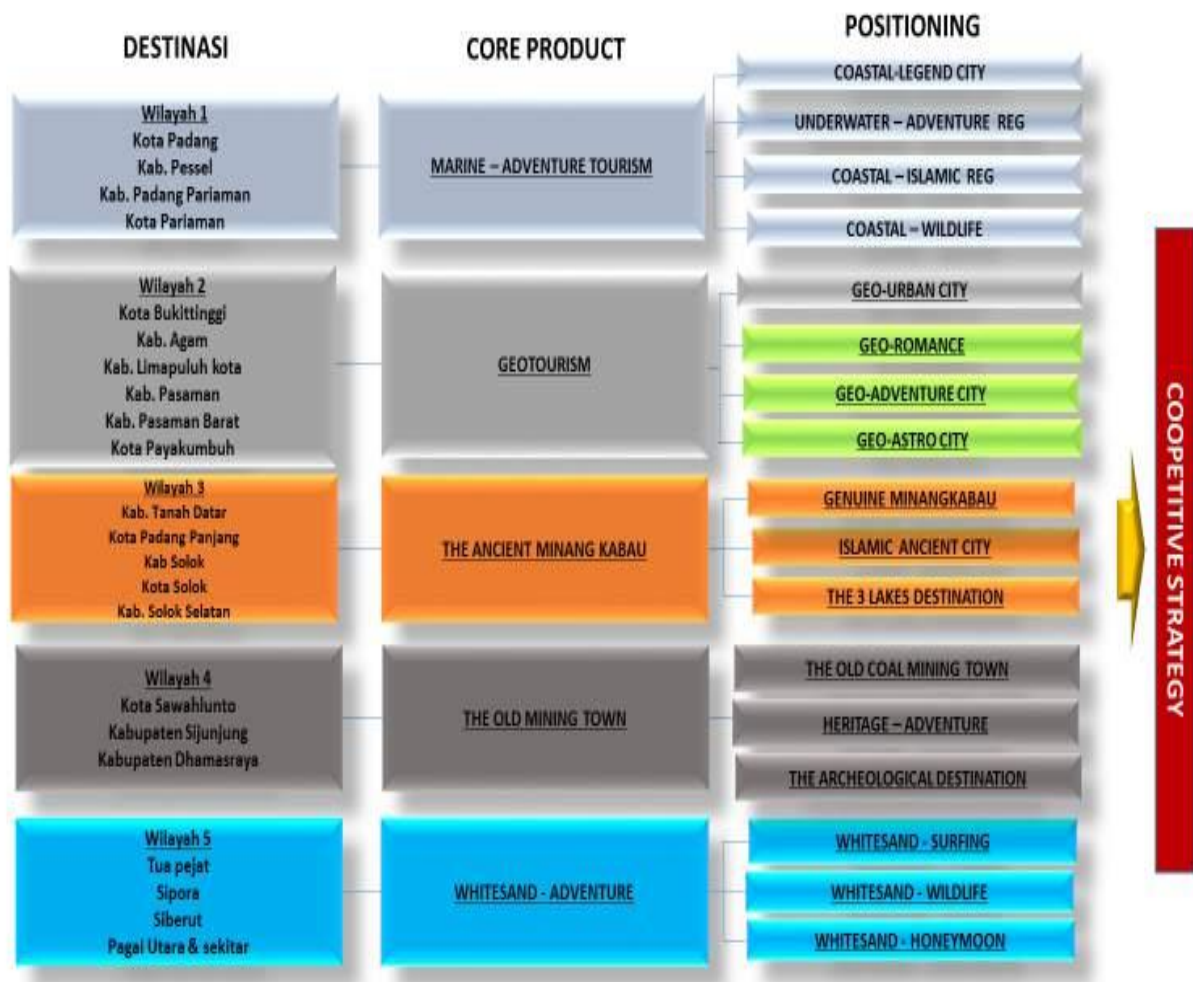 DESTINASI
CORE PRODUCT
POSITIONING
Wilayah 1
Kota Padang
Kab. Pessel
Kab. Padang Pariaman
Kota Pariaman
MARINE – ADVENTURE TOURISM
COASTAL-LEGEND CITY
UNDERWATER – ADVENTURE REG
COASTAL – ISLAMIC REG
COASTAL – WILDLIFE
Wilayah 2
Kota Bukittinggi
Kab. Agam
Kab. Limapuluh kota
Kab. Pasaman
Kab. Pasaman Barat
Kota Payakumbuh
GEOTOURISM
GEO-URBAN CITY
GEO-ROMANCE
GEO-ADVENTURE CITY
GEO-ASTRO CITY
Wilayah 3
Kab. Tanah Datar
Kota Padang Panjang
Kab Solok
Kota Solok
Kab. Solok Selatan
THE ANCIENT MINANG KABAU
GENUINE MINANGKABAU
ISLAMIC ANCIENT CITY
THE 3 LAKES DESTINATION
Wilayah 4
Kota Sawahlunto
Kabupaten Sijunjung
Kabupaten Dhamasraya
THE OLD MINING TOWN
THE OLD COAL MINING TOWN
HERITAGE – ADVENTURE
THE ARCHEOLOGICAL DESTINATION
Wilayah 5
Tua pejat
Sipora
Siberut
Pagai Utara & sekitar
WHITESAND - ADVENTURE
WHITESAND - SURFING
WHITESAND - WILDLIFE
WHITESAND - HONEYMOON
COOPETITIVE STRATEGY